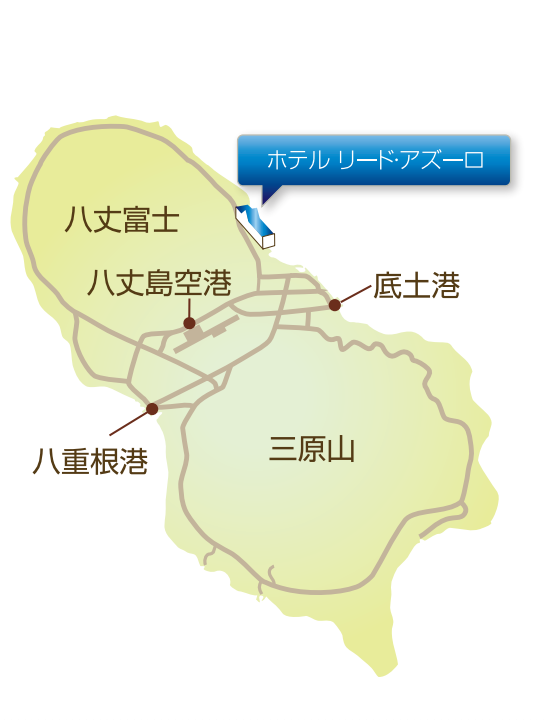 ホテル リード・アズーロ
八丈富士
八丈島空港
底土港
三原山
八重根港